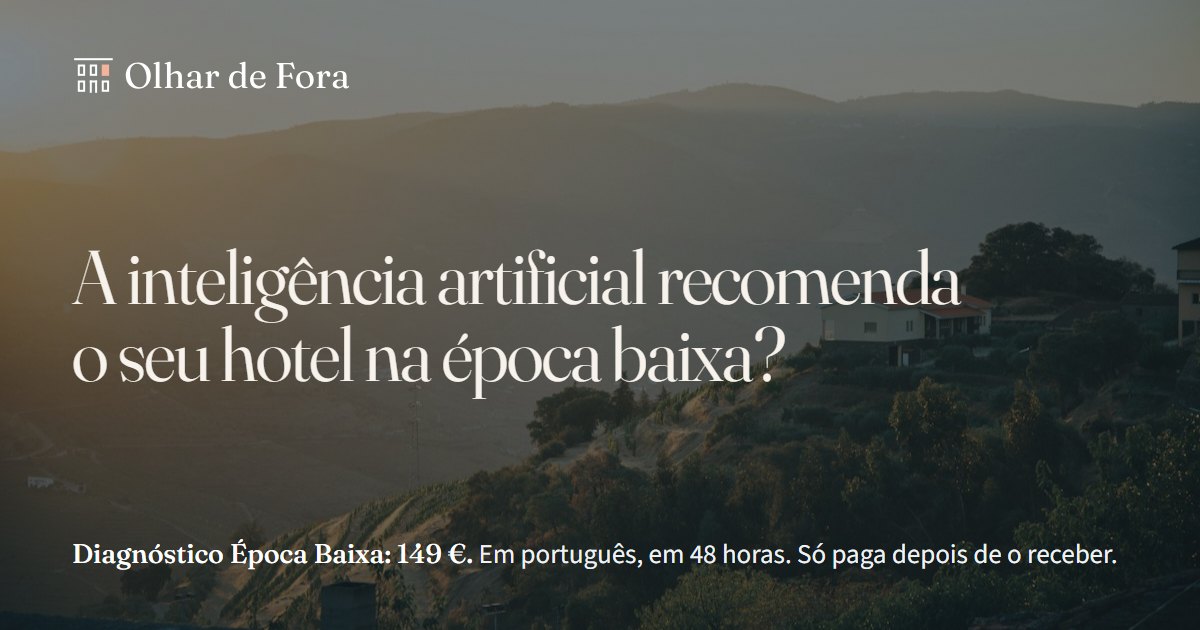 Olhar de Fora
A inteligência artificial recomenda
o seu hotel na época baixa?
Diagnóstico Época Baixa: 149 €. Em português, em 48 horas. Só paga depois de o receber.